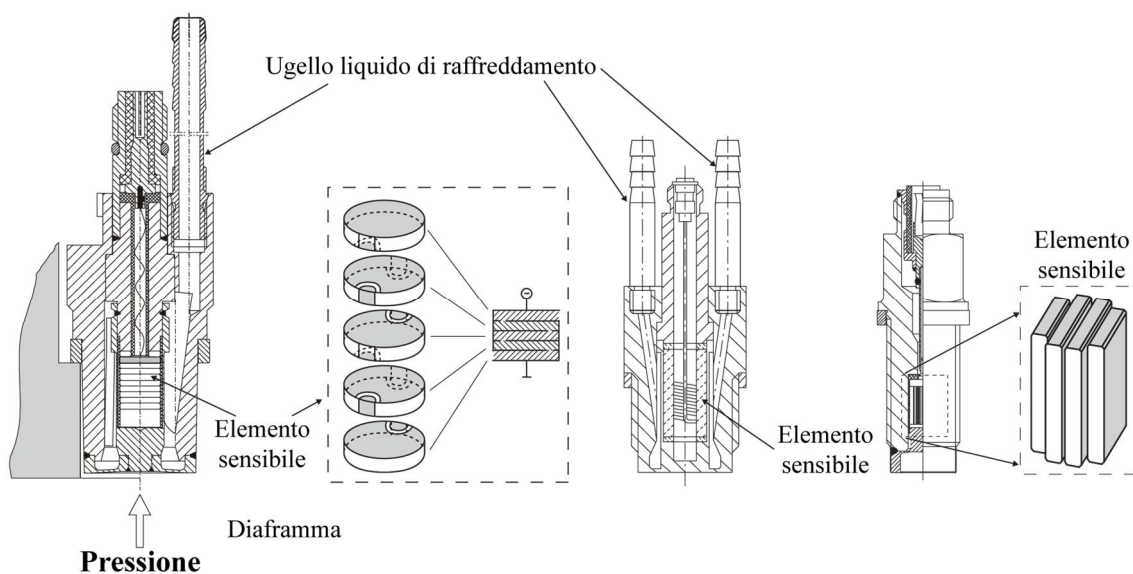 Ugello liquido di raffreddamento
Elemento
sensibile
Elemento
sensibile
Elemento
sensibile
Diaframma
Pressione